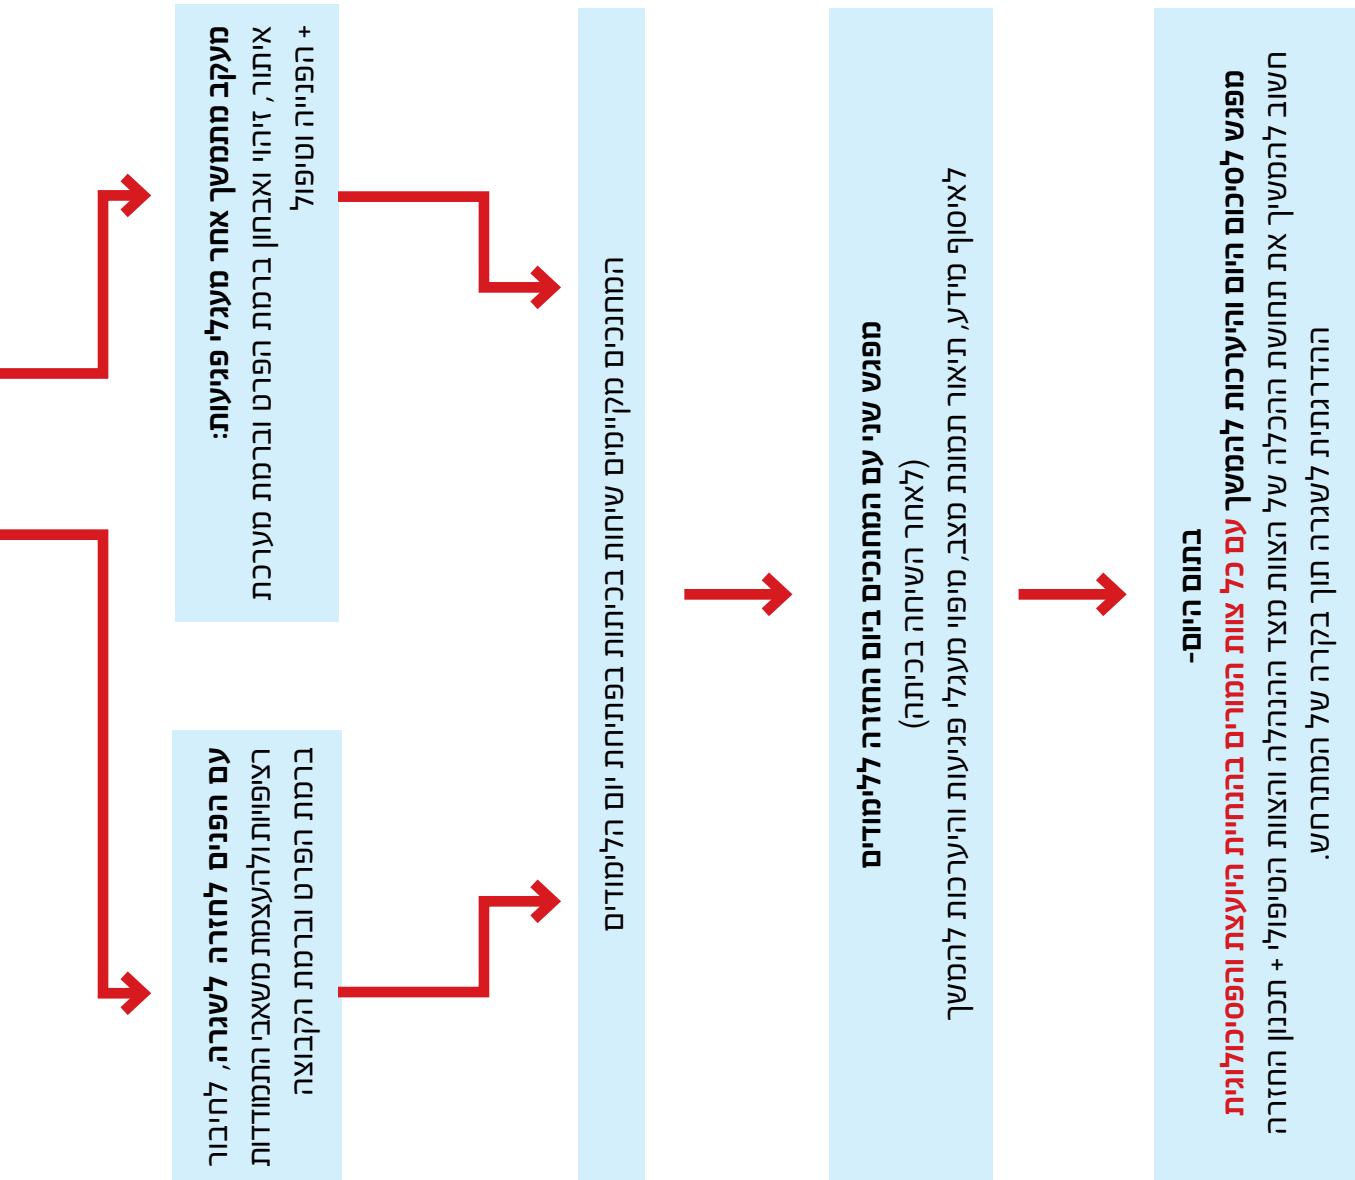 מעקב מתמשך אחר מעגלי פגיעות:
איתור, זיהוי ואבחון ברמת הפרט וברמות מערכת
+ הפנייה וטיפול
עם הפנים לחזרה לשגרה, לחיבור
רציפויות ולהעצמת משאבי התמודדות
ברמת הפרט וברמת הקבוצה
המחנכים מקיימים שיחות בכיתות בפתיחת יום הלימודים
מפגש שני עם המחנכים ביום החזרה ללימודים
(לאחר השיחה בכיתה)
לאיסוף מידע, תיאור תמונת מצב, מיפוי מעגלי פגיעות והיערכות להמשך
בתום היום-
מפגש לסיכום היום והיערכות להמשך עם כל צוות המורים בהנחיית היועצת והפסיכולוגית
חשוב להמשיך את תחושת ההכלה של הצוות מצד ההנהלה והצוות הטיפולי + תכנון החזרה
ההדרגתית לשגרה תוך בקרה של המתרחש.